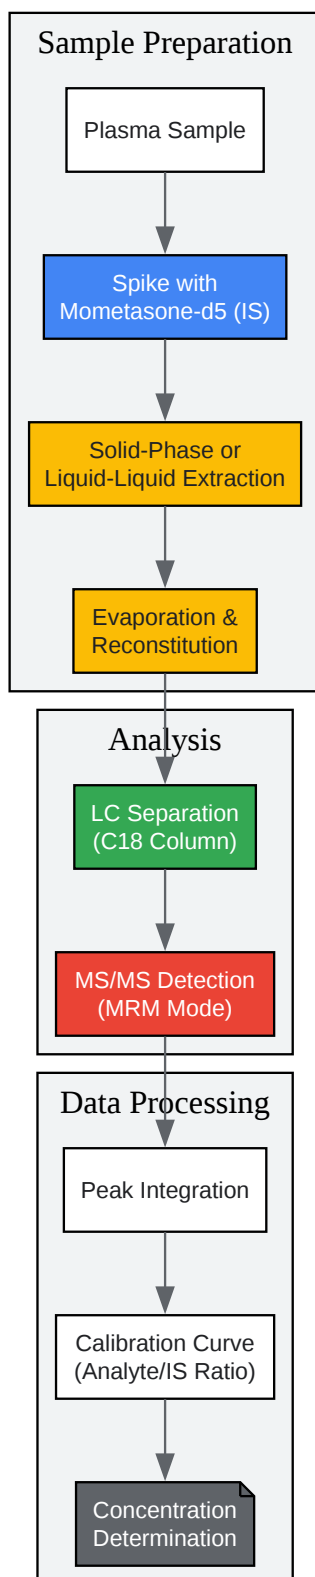 Sample Preparation
Plasma Sample
Spike with
Mometasone-d5 (IS)
Solid-Phase or
Liquid-Liquid Extraction
Evaporation &
Reconstitution
Analysis
LC Separation
(C18 Column)
MS/MS Detection
(MRM Mode)
Data Processing
Peak Integration
Calibration Curve
(Analyte/IS Ratio)
Concentration
Determination